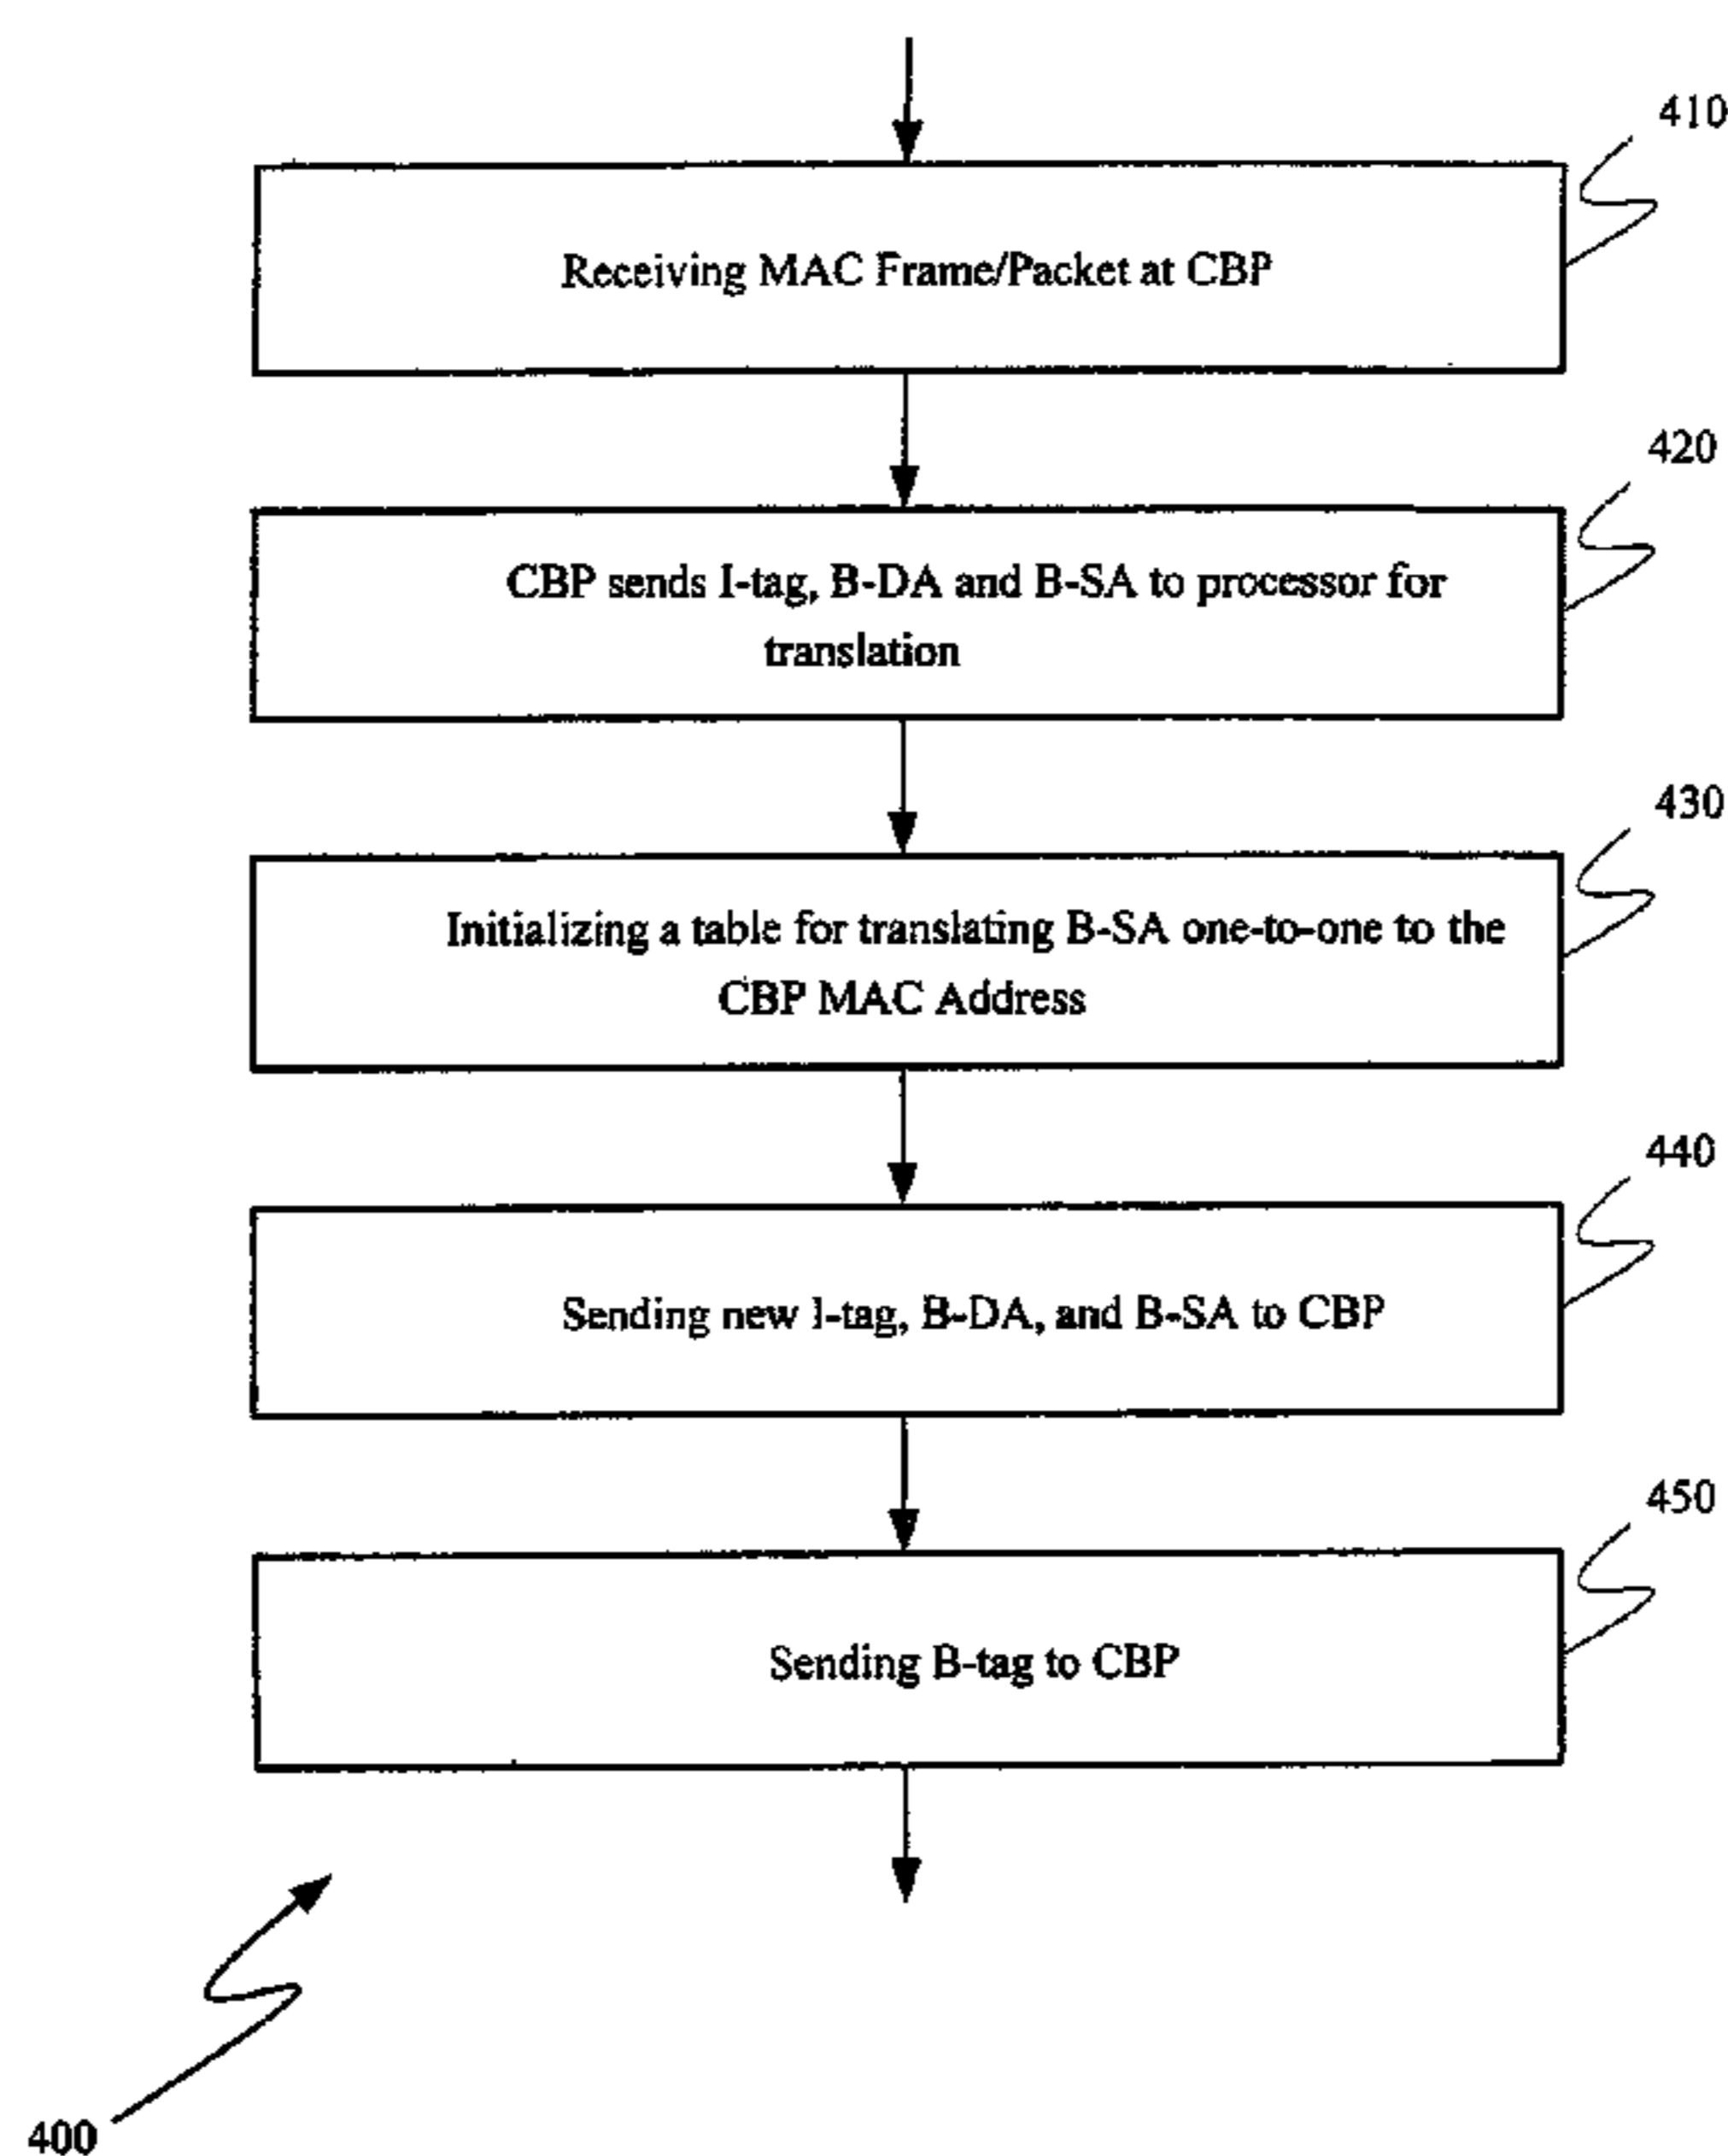 410
Receiving MAC Frame/Packet at CBP
420
CBP sends I-tag, B-DA and B-SA to processor for
translation
430
Initializing a table for translating B-SA one-to-one to the
CBP MAC Address
440
Sending new I-tag, B-DA, and B-SA to CBP
450
Sending B-tag to CBP
400